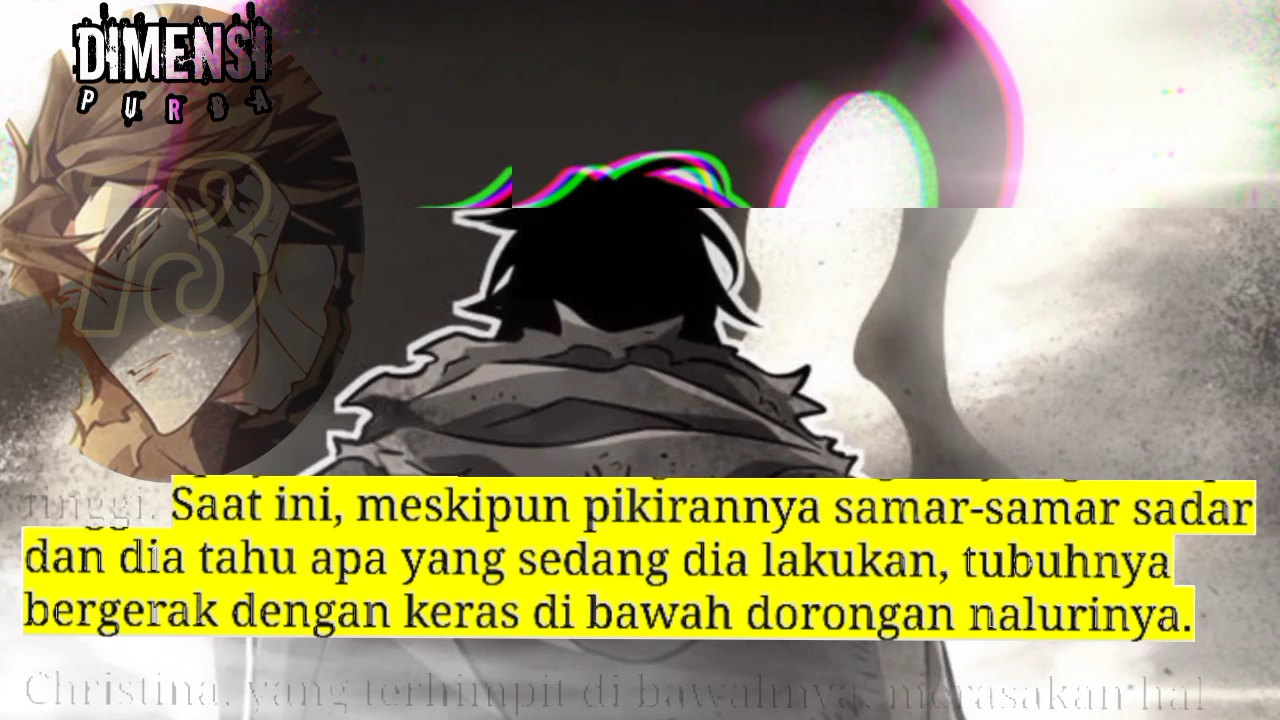 DIMENSI
PURBA
18
tinggi. Saat ini, meskipun pikirannya samar-samar sadar
dan dia tahu apa yang sedang dia lakukan, tubuhnya
bergerak dengan keras di bawah dorongan nalurinya.
Christina, yang terhimpit di bawahnya, merasakan hal